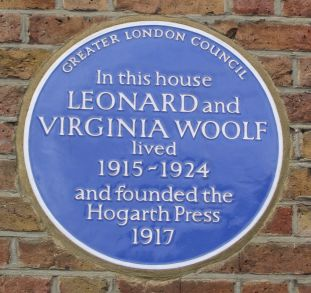 GREATER LONDON COUNCIL
In this house
LEONARD and
VIRGINIA WOOLF
lived
1915-1924
and founded the
Hogarth Press
1917